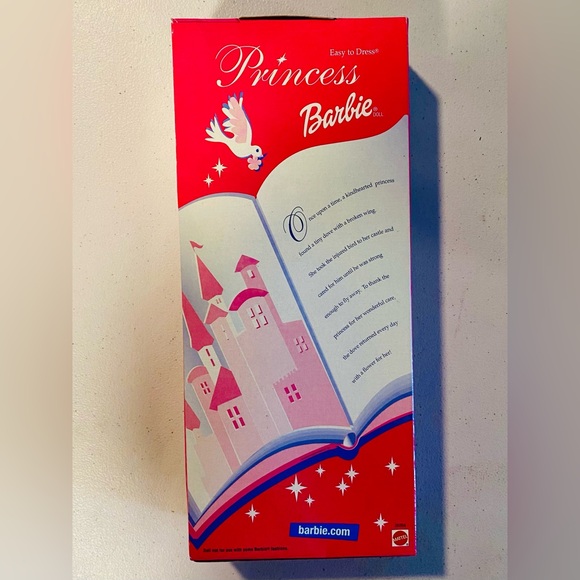 Easy to Dress®
Princess
Barbie®
DOLL
Once upon a time, a kindhearted princess
found a tiny dove with a broken wing.
She took the injured bird to her castle and
cared for him until he was strong
enough to fly away. To thank the
princess for her wonderful care,
the dove returned every day
with a flower for her!
barbie.com
MATTEL